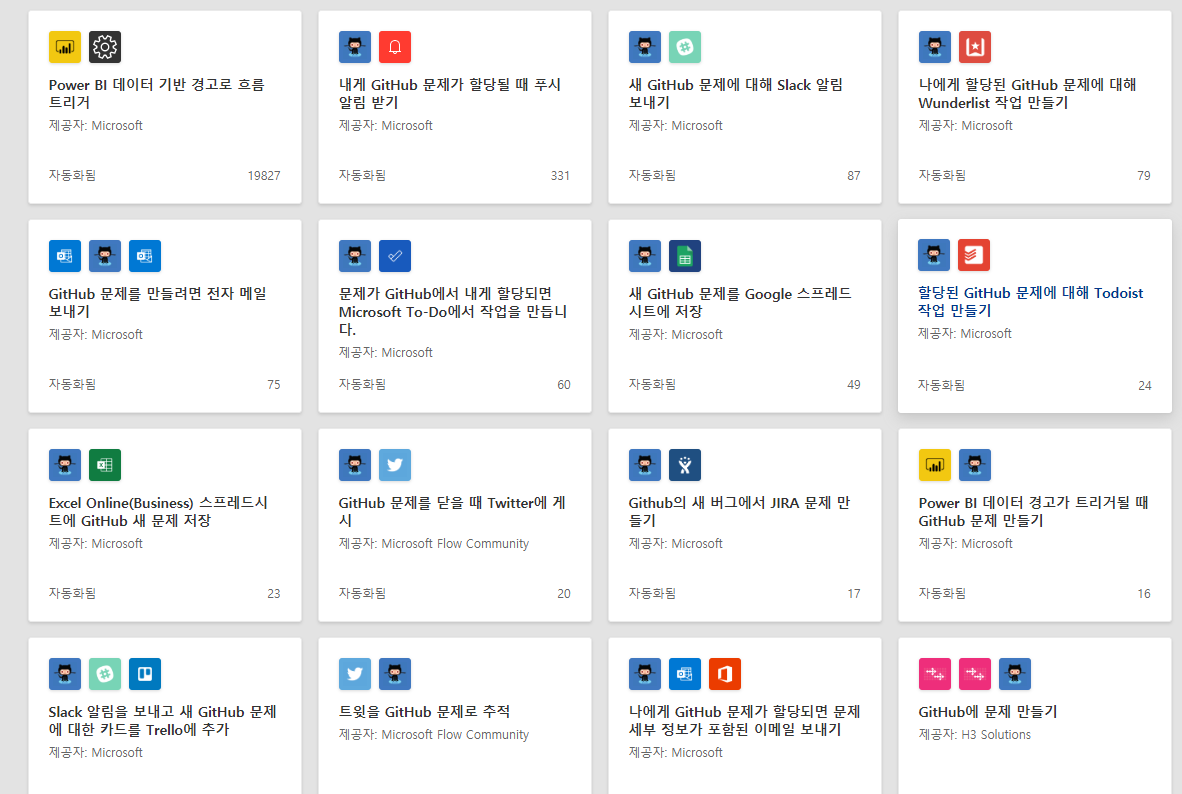 Power BI 데이터 기반 경고로 흐름
트리거
제공자: Microsoft
자동화됨 19827
내게 GitHub 문제가 할당될 때 푸시
알림 받기
제공자: Microsoft
자동화됨 331
새 GitHub 문제에 대해 Slack 알림
보내기
제공자: Microsoft
자동화됨 87
나에게 할당된 GitHub 문제에 대해
Wunderlist 작업 만들기
제공자: Microsoft
자동화됨 79
GitHub 문제를 만들려면 전자 메일
보내기
제공자: Microsoft
자동화됨 75
문제가 GitHub에서 내게 할당되면
Microsoft To-Do에서 작업을 만듭니
다.
제공자: Microsoft
자동화됨 60
새 GitHub 문제를 Google 스프레드
시트에 저장
제공자: Microsoft
자동화됨 49
할당된 GitHub 문제에 대해 Todoist
작업 만들기
제공자: Microsoft
자동화됨 24
Excel Online(Business) 스프레드시
트에 GitHub 새 문제 저장
제공자: Microsoft
자동화됨 23
GitHub 문제를 닫을 때 Twitter에 게
시
제공자: Microsoft Flow Community
자동화됨 20
Github의 새 버그에서 JIRA 문제 만
들기
제공자: Microsoft
자동화됨 17
Power BI 데이터 경고가 트리거될 때
GitHub 문제 만들기
제공자: Microsoft
자동화됨 16
Slack 알림을 보내고 새 GitHub 문제
에 대한 카드를 Trello에 추가
제공자: Microsoft
트윗을 GitHub 문제로 추적
제공자: Microsoft Flow Community
나에게 GitHub 문제가 할당되면 문제
세부 정보가 포함된 이메일 보내기
제공자: Microsoft
GitHub에 문제 만들기
제공자: H3 Solutions